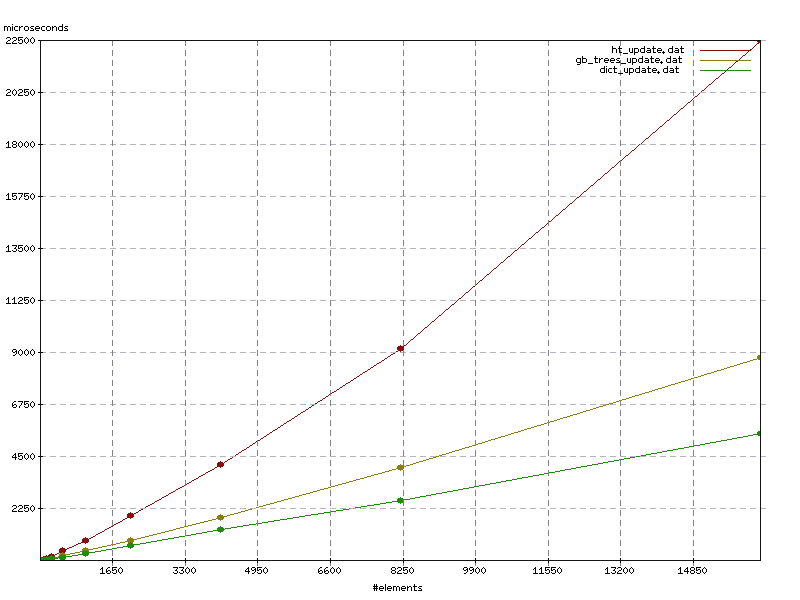 microseconds
22500
20250
18000
15750
13500
11250
9000
6750
4500
2250
ht_update.dat
gb_trees_update.dat
dict_update.dat
1650 3300 4950 6600 8250 9900 11550 13200 14850
#elements